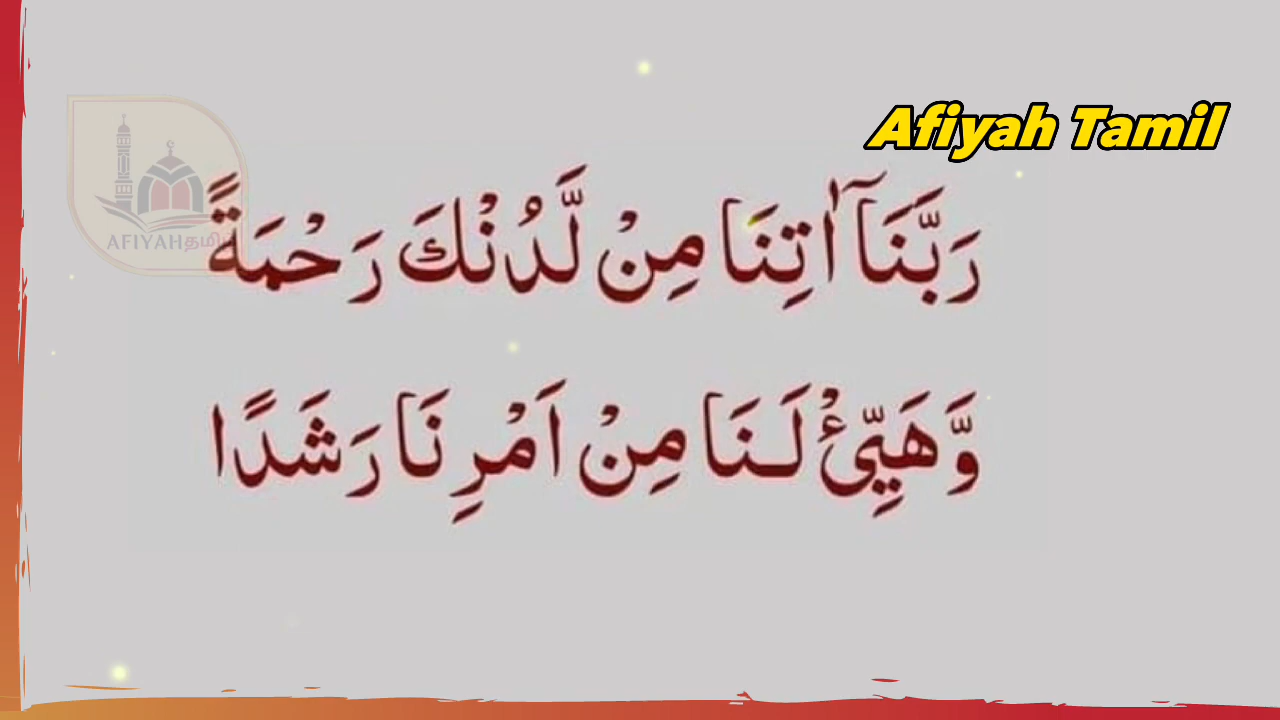 Afiyah Tamil
AFIYAHதமிழ்
رَبَّنَآ اٰتِنَا مِنْ لَّدُنْكَ رَحْمَةً
وَّهَيِّئْ لَنَا مِنْ اَمْرِنَا رَشَدًا